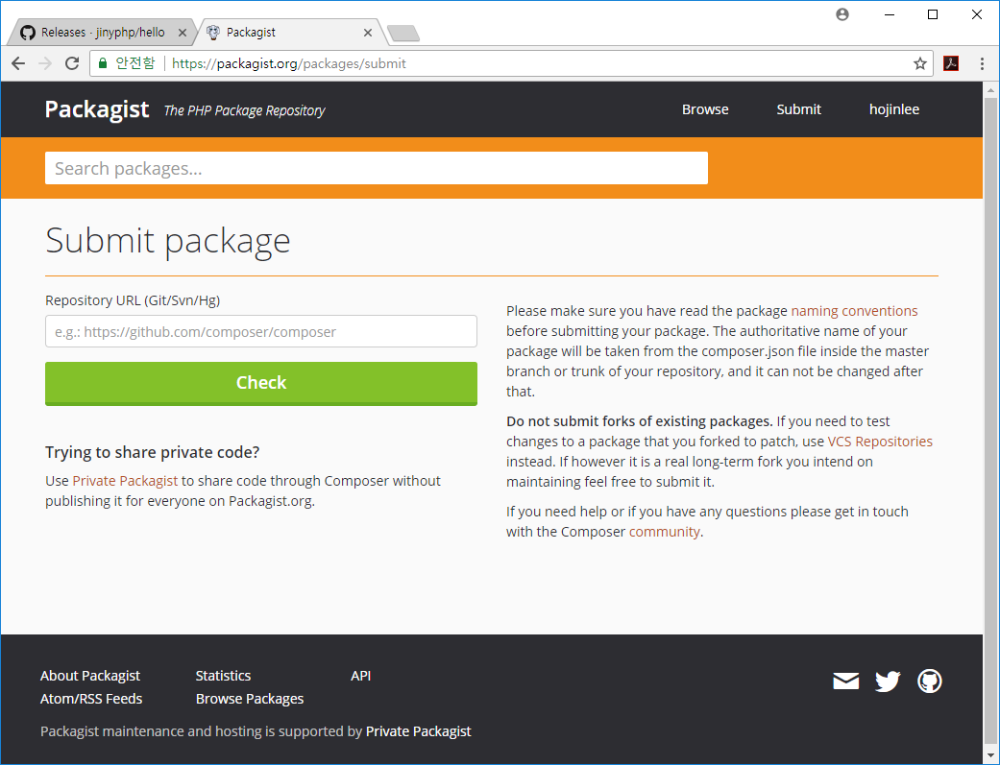 Releases · jinyphp/hello
Packagist
안전함
https://packagist.org/packages/submit
Packagist The PHP Package Repository
Browse Submit hojinlee
Search packages...
Submit package
Repository URL (Git/Svn/Hg)
e.g.: https://github.com/composer/composer
Check
Trying to share private code?
Use Private Packagist to share code through Composer without
publishing it for everyone on Packagist.org.
Please make sure you have read the package naming conventions
before submitting your package. The authoritative name of your
package will be taken from the composer.json file inside the master
branch or trunk of your repository, and it can not be changed after
that.
Do not submit forks of existing packages. If you need to test
changes to a package that you forked to patch, use VCS Repositories
instead. If however it is a real long-term fork you intend on
maintaining feel free to submit it.
If you need help or if you have any questions please get in touch
with the Composer community.
About Packagist Statistics API
Atom/RSS Feeds Browse Packages
Packagist maintenance and hosting is supported by Private Packagist